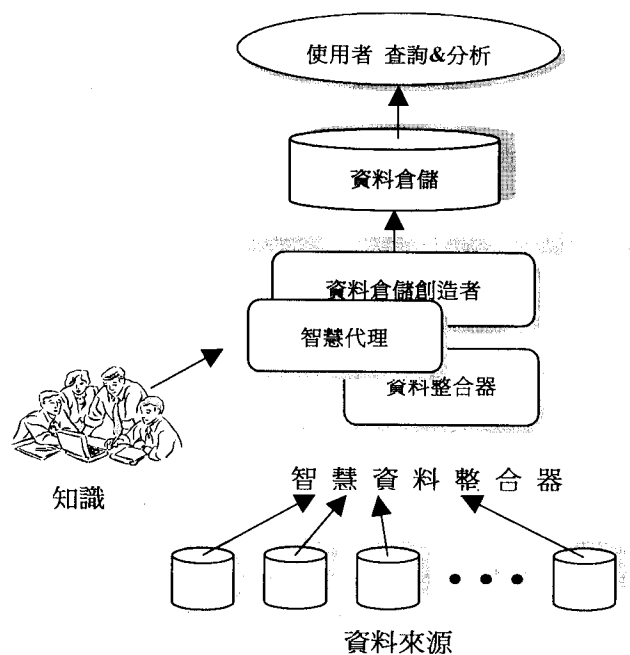 使用者 查詢&分析
資料倉儲
資料倉儲創造者
智慧代理
資料整合器
智慧資料整合器
知識
資料來源